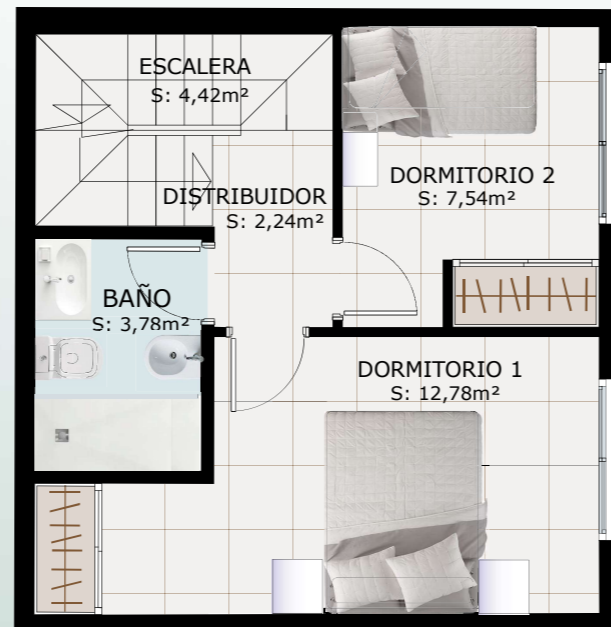 ESCALERA
S: 4,42m²
DISTRIBUIDOR
S: 2,24m²
DORMITORIO 2
S: 7,54m²
BAÑO
S: 3,78m²
DORMITORIO 1
S: 12,78m²